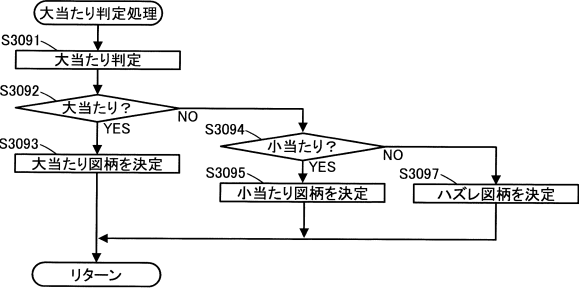 大当たり判定処理
S3091
大当たり判定
S3092
大当たり？
YES
NO
S3093
大当たり図柄を決定
S3094
小当たり？
YES
NO
S3095
小当たり図柄を決定
S3097
ハズレ図柄を決定
リターン